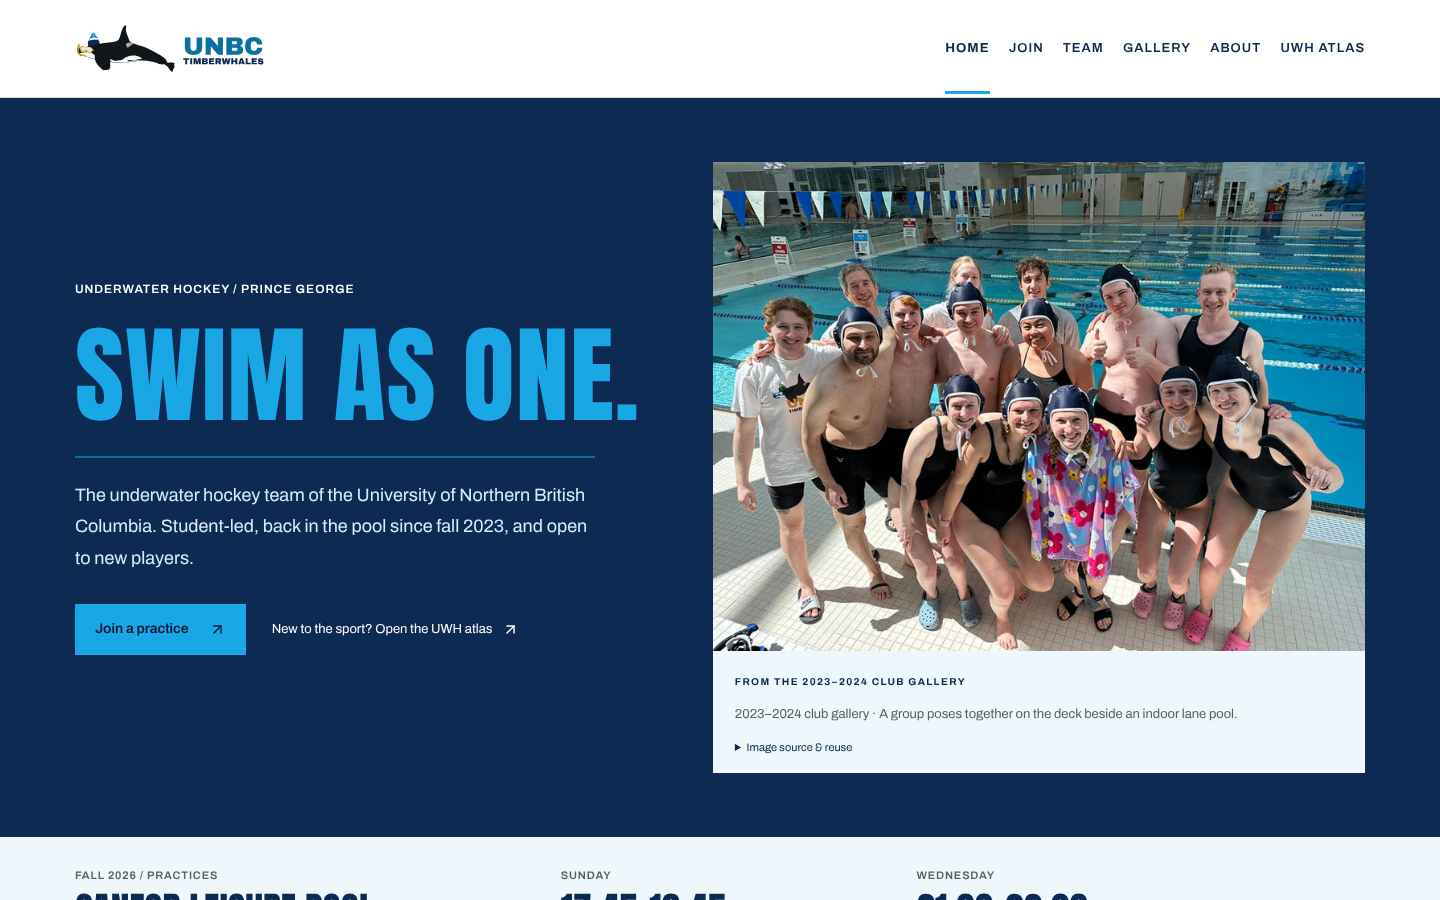 UNBC
TIMBERWHALES
HOME
JOIN
TEAM
GALLERY
ABOUT
UWH ATLAS
UNDERWATER HOCKEY / PRINCE GEORGE
SWIM AS ONE.
The underwater hockey team of the University of Northern British
Columbia. Student-led, back in the pool since fall 2023, and open
to new players.
Join a practice
New to the sport? Open the UWH atlas
FROM THE 2023–2024 CLUB GALLERY
2023–2024 club gallery · A group poses together on the deck beside an indoor lane pool.
Image source & reuse
FALL 2026 / PRACTICES
SUNDAY
WEDNESDAY